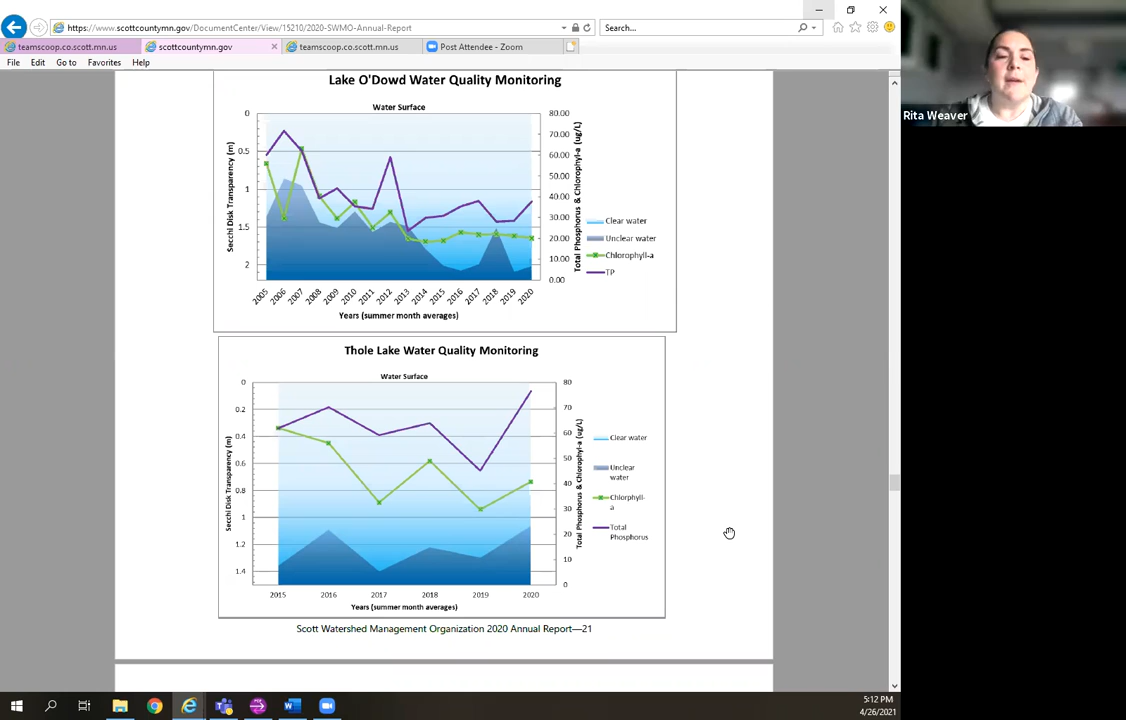 https://www.scottcountymn.gov/DocumentCenter/View/15210/2020-SWMO-Annual-Report
Search...
teamscoop.co.scott.mn.us
scottcountymn.gov
teamscoop.co.scott.mn.us
Post Attendee - Zoom
File Edit Go to Favorites Help
Rita Weaver
Lake O'Dowd Water Quality Monitoring
Water Surface
Secchi Disk Transparency (m)
0
0.5
1
1.5
2
80.00
70.00
60.00
50.00
40.00
30.00
20.00
10.00
0.00
Total Phosphorus & Chlorophyl-a (ug/L)
Clear water
Unclear water
Chlorophyll-a
TP
2005 2006 2007 2008 2009 2010 2011 2012 2013 2014 2015 2016 2017 2018 2019 2020
Years (summer month averages)
Thole Lake Water Quality Monitoring
Water Surface
Secchi Disk Transparency (m)
0
0.2
0.4
0.6
0.8
1
1.2
1.4
80
70
60
50
40
30
20
10
0
Total Phosphorus & Chlorophyl-a (ug/L)
Clear water
Unclear
water
Chlorphyll-
a
Total
Phosphorus
2015 2016 2017 2018 2019 2020
Years (summer month averages)
Scott Watershed Management Organization 2020 Annual Report—21
5:12 PM
4/26/2021